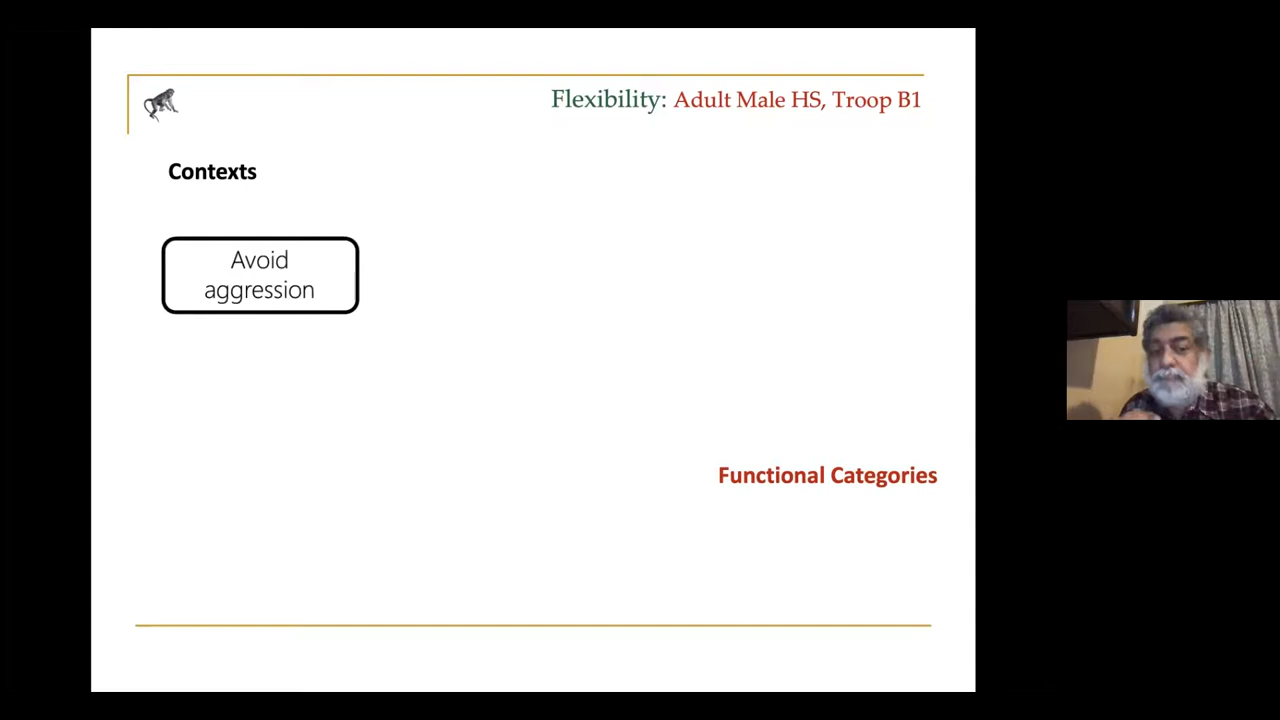 Flexibility: Adult Male HS, Troop B1
Contexts
Avoid
aggression
Functional Categories